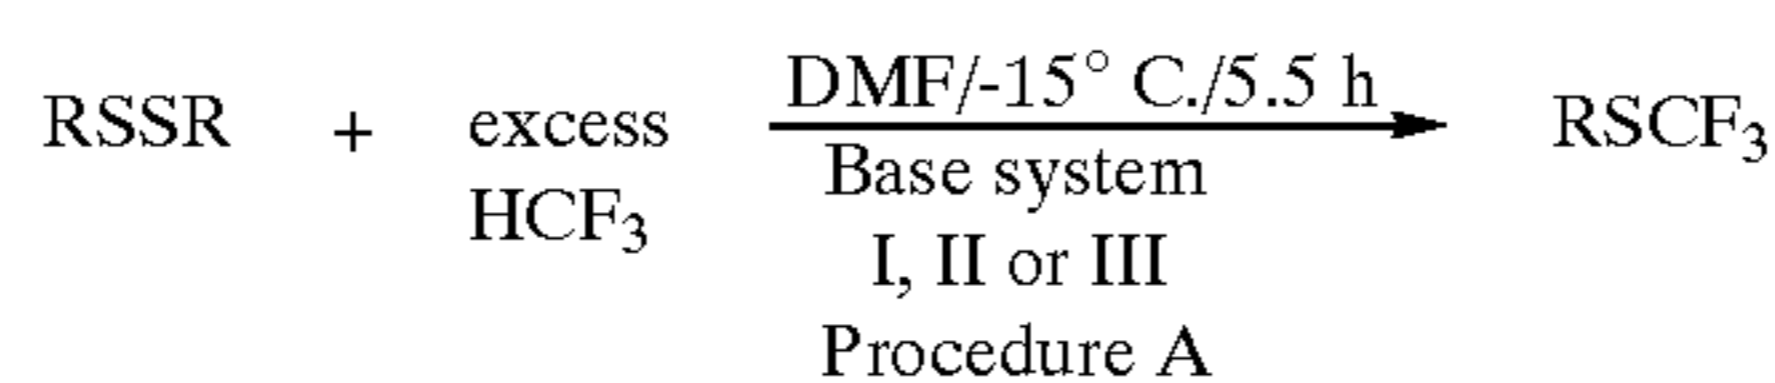 RSSR + excess HCF₃ DMF/-15° C./5.5 h RSCF₃
Base system
I, II or III
Procedure A